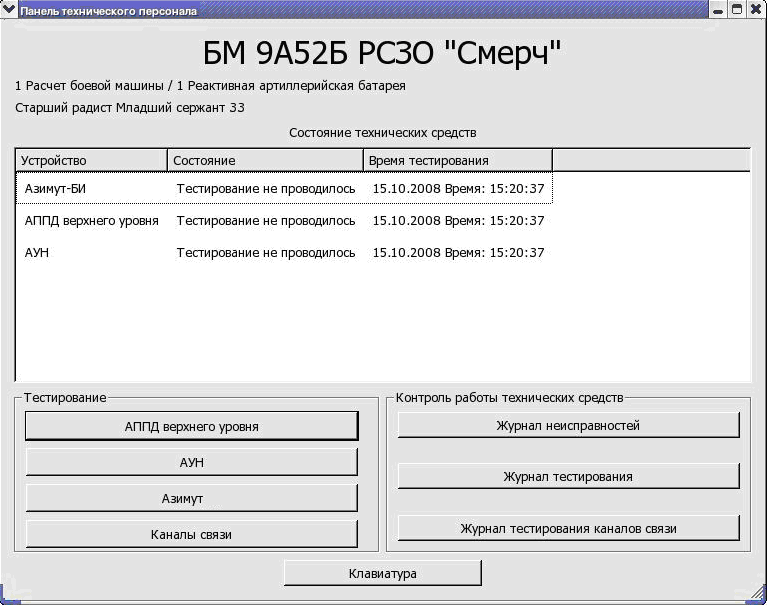 Панель технического персонала
БМ 9А52Б РСЗО "Смерч"
1 Расчет боевой машины / 1 Реактивная артиллерийская батарея
Старший радист Младший сержант 33
Состояние технических средств
Устройство Состояние Время тестирования
Азимут-БИ Тестирование не проводилось 15.10.2008 Время: 15:20:37
АППД верхнего уровня Тестирование не проводилось 15.10.2008 Время: 15:20:37
АУН Тестирование не проводилось 15.10.2008 Время: 15:20:37
Тестирование
АППД верхнего уровня
АУН
Азимут
Каналы связи
Контроль работы технических средств
Журнал неисправностей
Журнал тестирования
Журнал тестирования каналов связи
Клавиатура